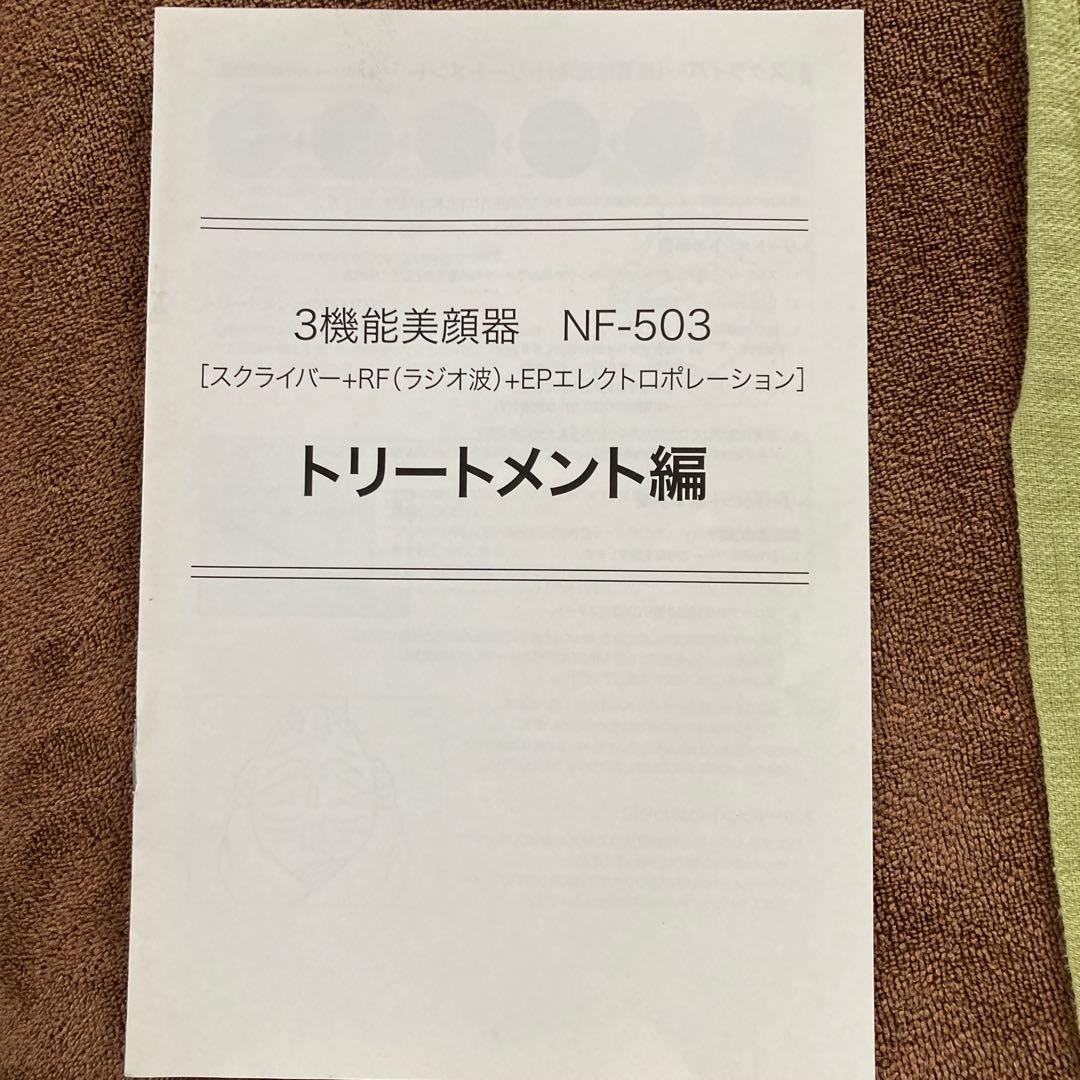 3機能美顔器　NF-503
［スクライバー+RF（ラジオ波）+EPエレクトロポレーション］
トリートメント編